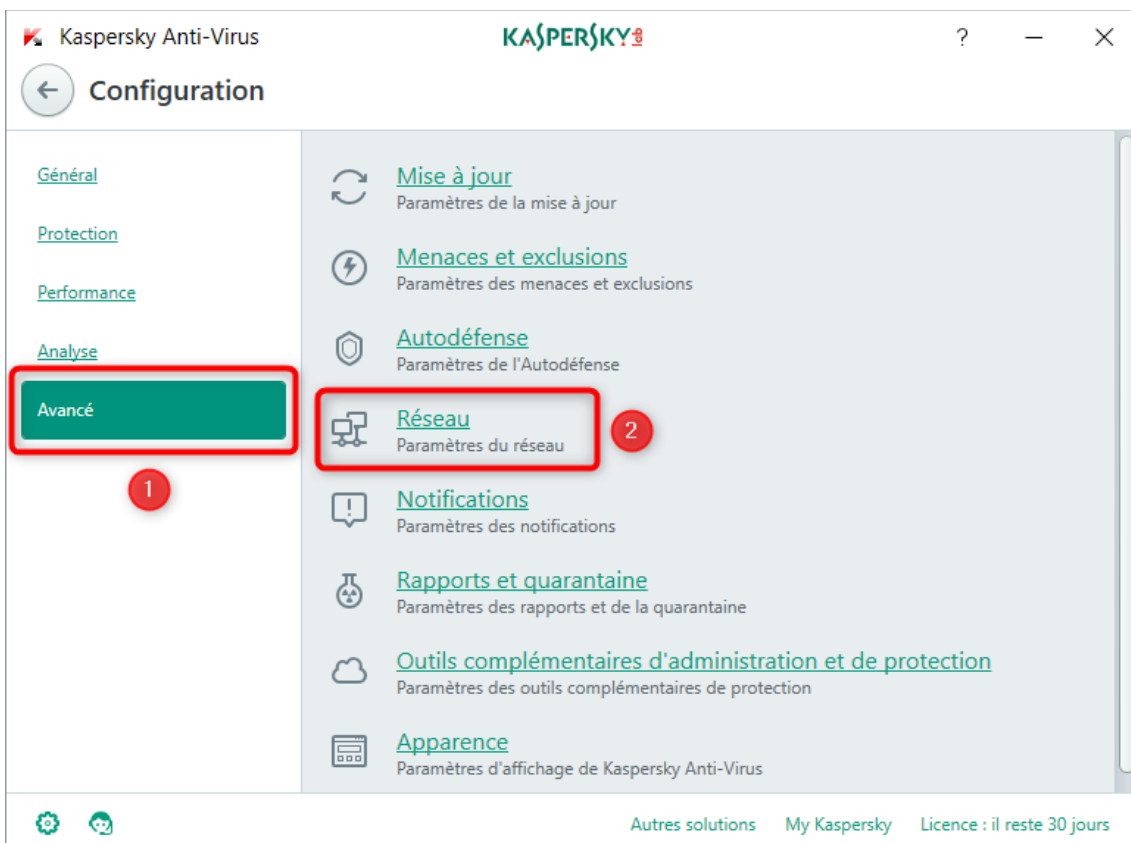 Kaspersky Anti-Virus
KASPERSKY
?
Configuration
Général
Protection
Performance
Analyse
Avancé
1
Mise à jour
Paramètres de la mise à jour
Menaces et exclusions
Paramètres des menaces et exclusions
Autodéfense
Paramètres de l'Autodéfense
Réseau
Paramètres du réseau
2
Notifications
Paramètres des notifications
Rapports et quarantaine
Paramètres des rapports et de la quarantaine
Outils complémentaires d'administration et de protection
Paramètres des outils complémentaires de protection
Apparence
Paramètres d'affichage de Kaspersky Anti-Virus
Autres solutions
My Kaspersky
Licence : il reste 30 jours